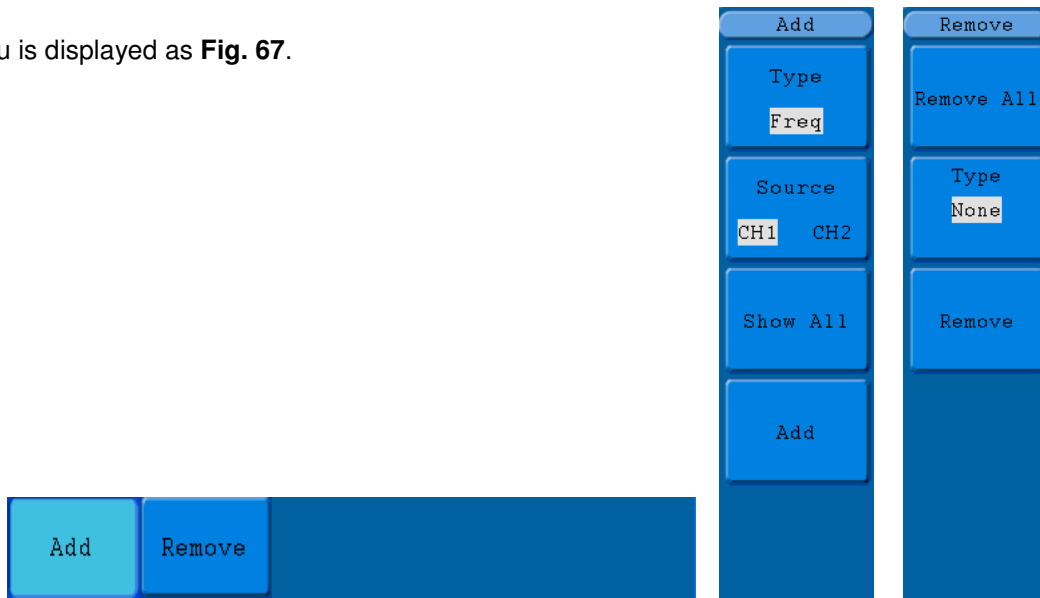 u is displayed as Fig. 67.
Add
Type
Freq
Source
CH1 CH2
Show All
Add
Remove
Remove All
Type
None
Remove
Add Remove